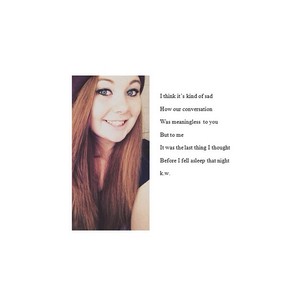 I think it's kind of sad
How our conversation
Was meaningless to you
But to me
It was the last thing I thought
Before I fell asleep that night
k.w.